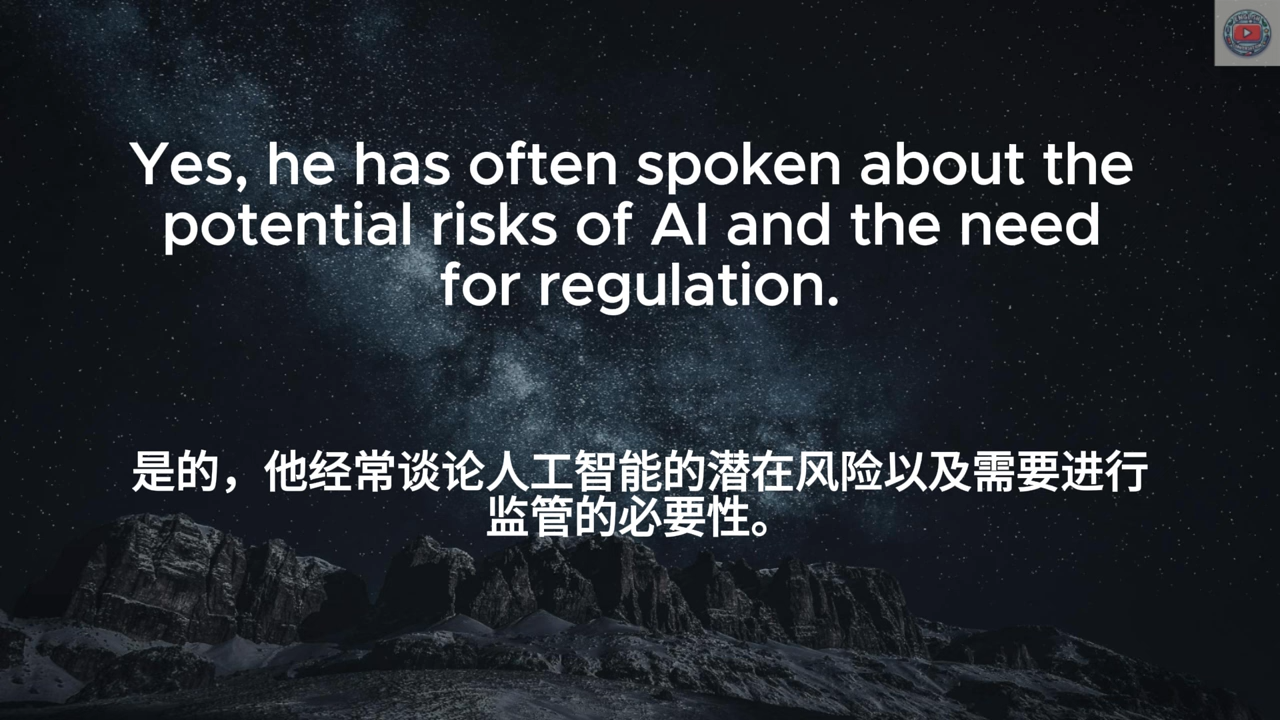 Yes, he has often spoken about the
potential risks of AI and the need
for regulation.
是的，他经常谈论人工智能的潜在风险以及需要进行
监管的必要性。